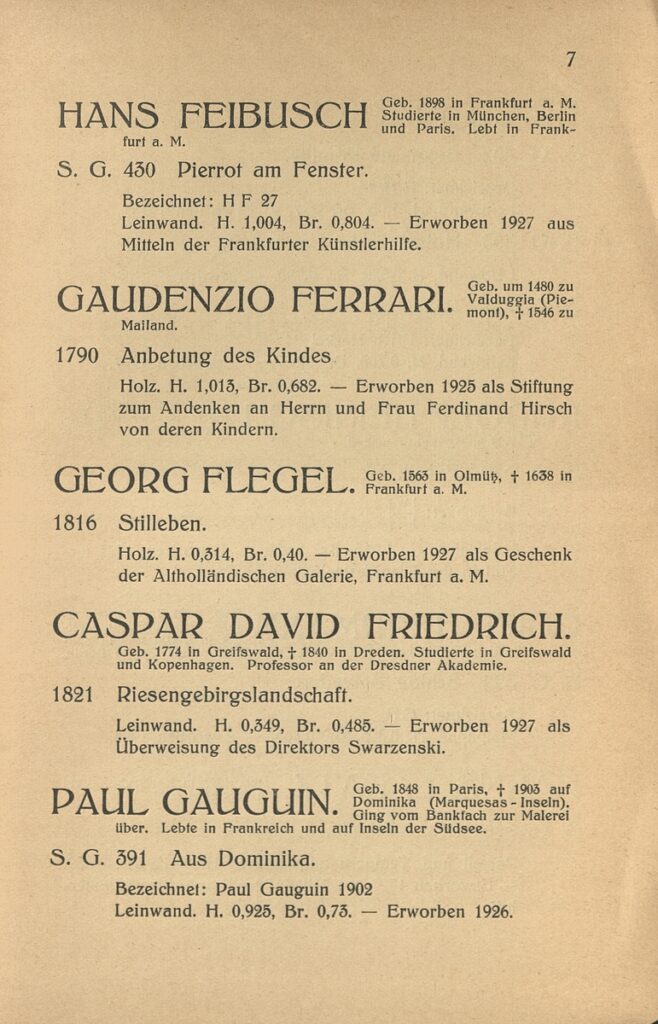 7
HANS FEIBUSCH Geb. 1898 in Frankfurt a. M.
Studierte in München, Berlin
und Paris. Lebt in Frank-
furt a. M.
S. G. 430 Pierrot am Fenster.
Bezeichnet: H F 27
Leinwand. H. 1,004, Br. 0,804. — Erworben 1927 aus
Mitteln der Frankfurter Künstlerhilfe.
GAUDENZIO FERRARI. Geb. um 1480 zu
Valduggia (Pie-
mont), † 1546 zu
Mailand.
1790 Anbetung des Kindes
Holz. H. 1,013, Br. 0,682. — Erworben 1925 als Stiftung
zum Andenken an Herrn und Frau Ferdinand Hirsch
von deren Kindern.
GEORG FLEGEL. Geb. 1563 in Olmütz, † 1638 in
Frankfurt a. M.
1816 Stilleben.
Holz. H. 0,314, Br. 0,40. — Erworben 1927 als Geschenk
der Altholländischen Galerie, Frankfurt a. M.
CASPAR DAVID FRIEDRICH.
Geb. 1774 in Greifswald, † 1840 in Dreden. Studierte in Greifswald
und Kopenhagen. Professor an der Dresdner Akademie.
1821 Riesengebirgslandschaft.
Leinwand. H. 0,349, Br. 0,485. — Erworben 1927 als
Überweisung des Direktors Swarzenski.
PAUL GAUGUIN. Geb. 1848 in Paris, † 1903 auf
Dominika (Marquesas-Inseln).
Ging vom Bankfach zur Malerei
über. Lebte in Frankreich und auf Inseln der Südsee.
S. G. 391 Aus Dominika.
Bezeichnet: Paul Gauguin 1902
Leinwand. H. 0,925, Br. 0,73. — Erworben 1926.